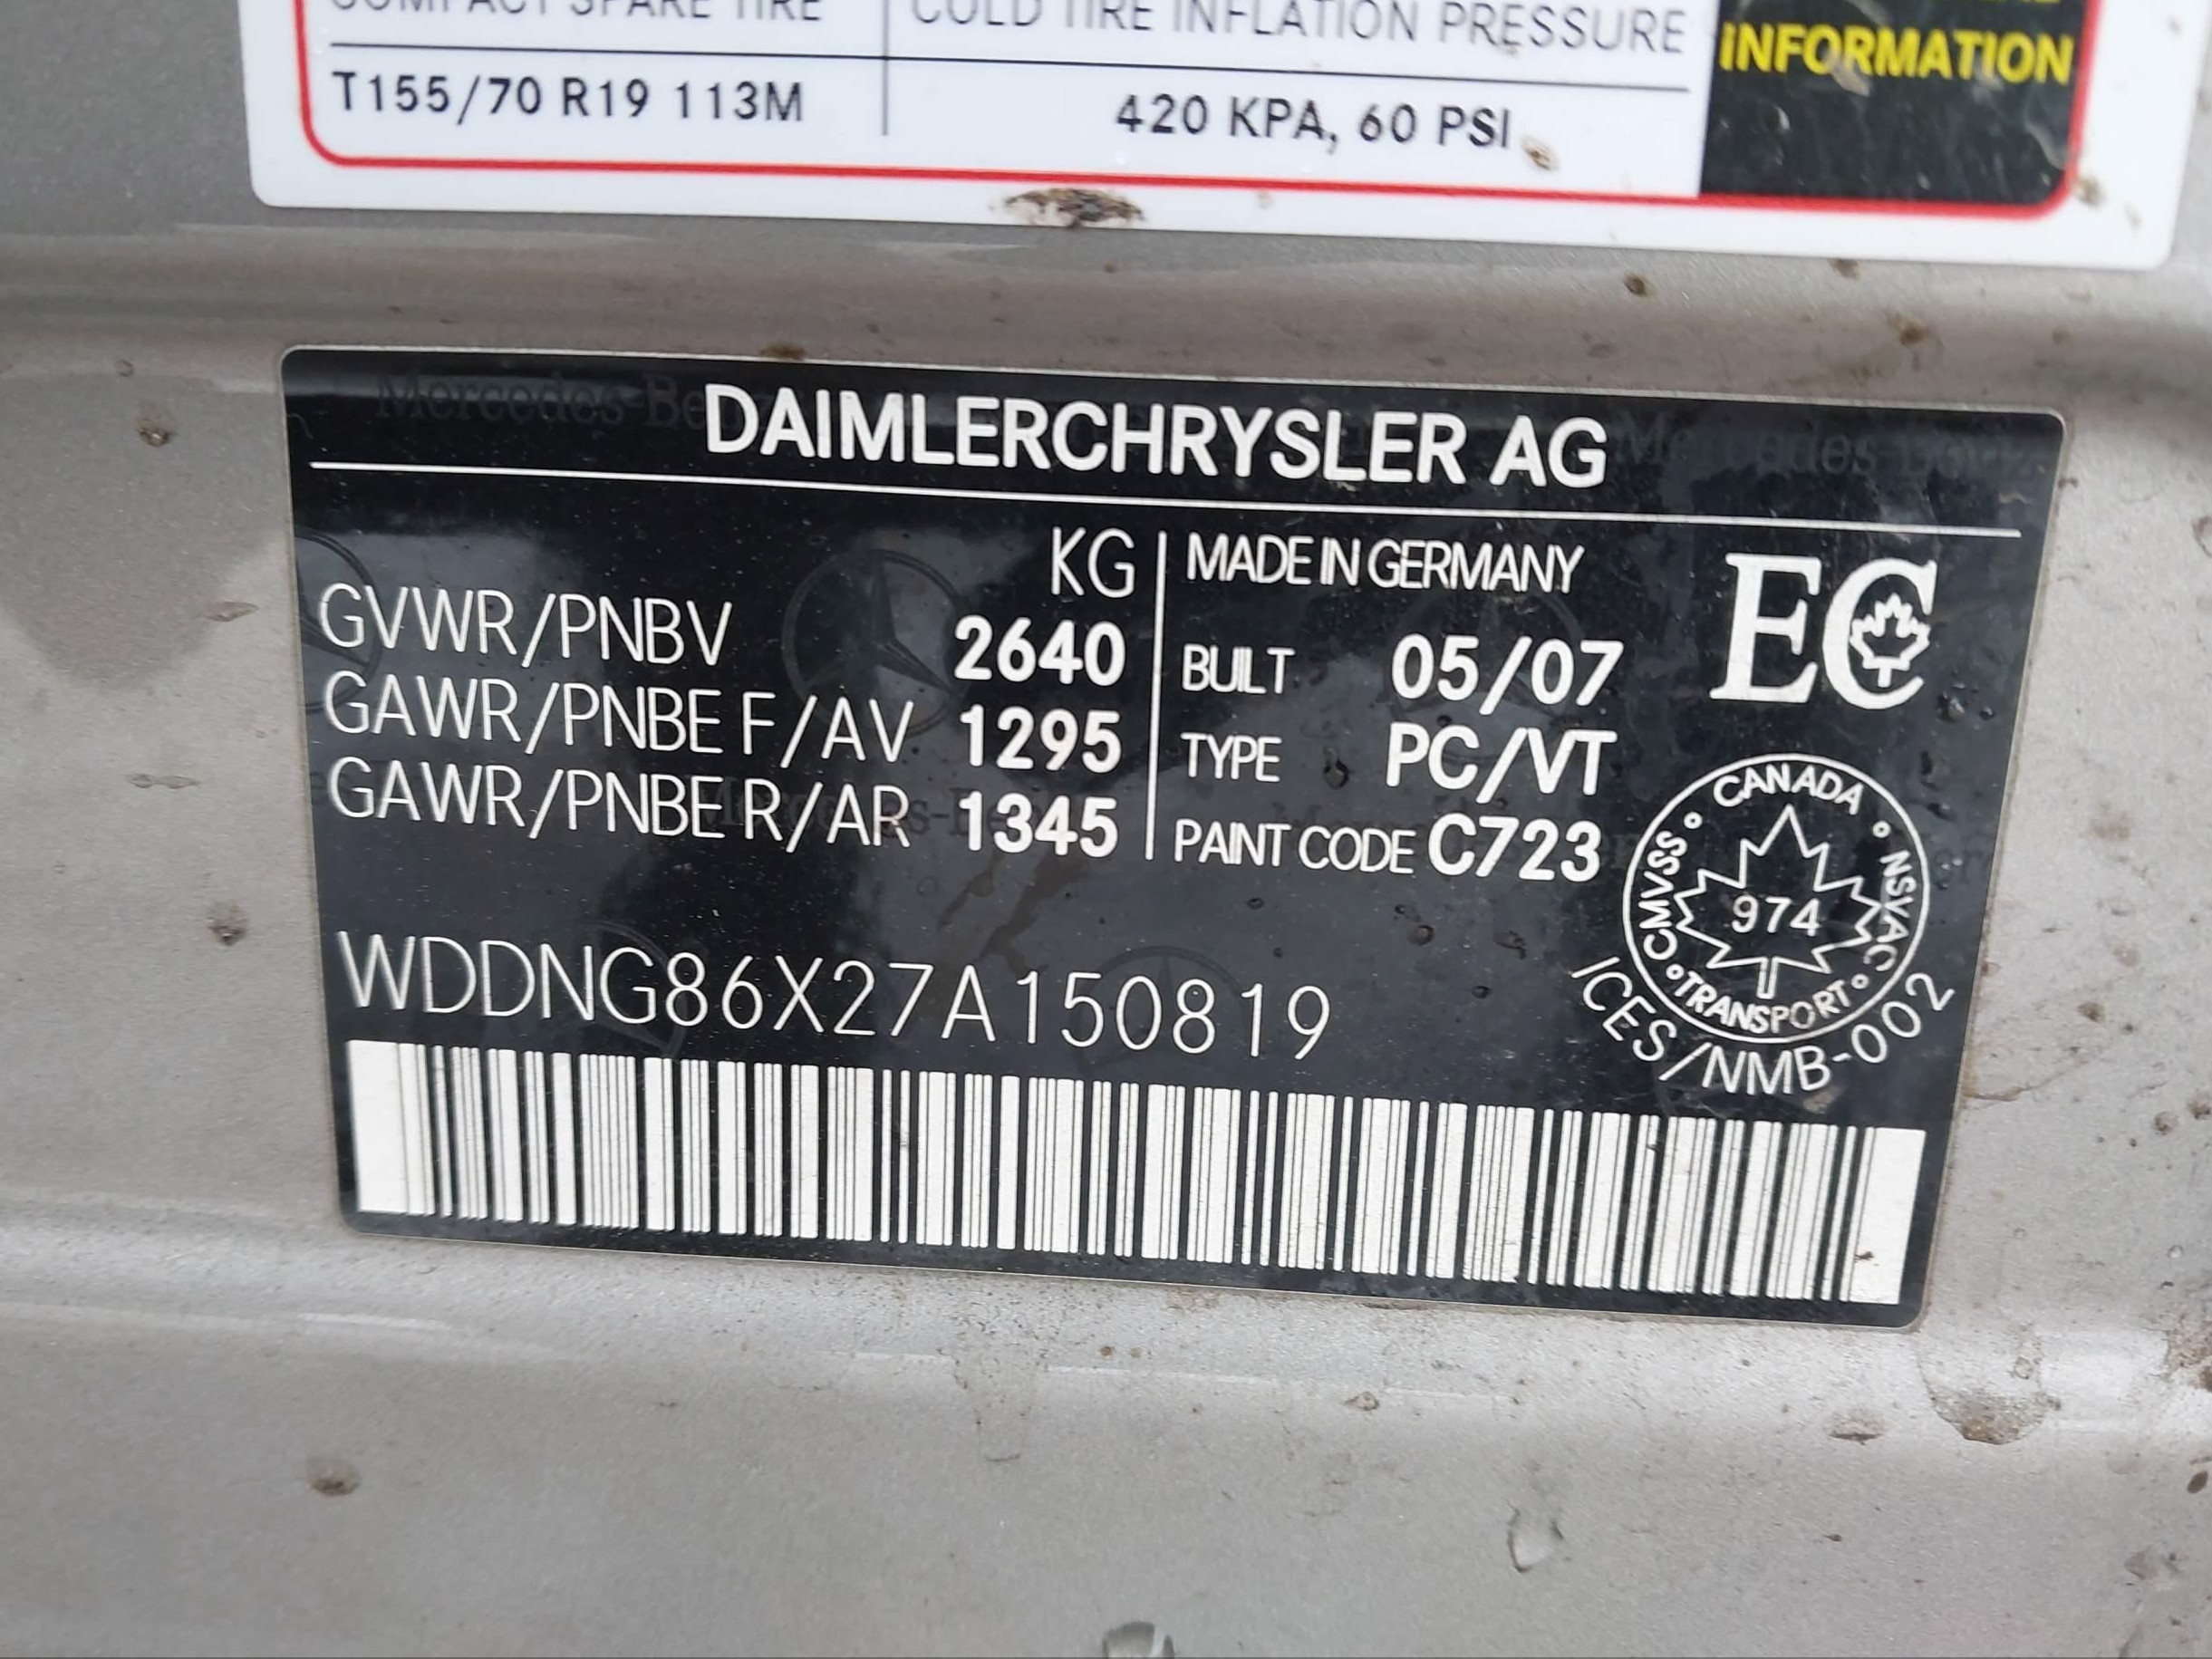 COMPACT SPARE TIRE
COLD TIRE INFLATION PRESSURE
INFORMATION
T155/70 R19 113M
420 KPA, 60 PSI
Mercedes-Benz
DAIMLERCHRYSLER AG
KG
GVWR/PNBV 2640
GAWR/PNBE F/AV 1295
GAWR/PNBE R/AR 1345
MADE IN GERMANY
BUILT 05/07
TYPE PC/VT
PAINT CODE C723
EC
CANADA
CMVSS
NSVAC
974
TRANSPORT
ICES/NMB-002
WDDNG86X27A150819